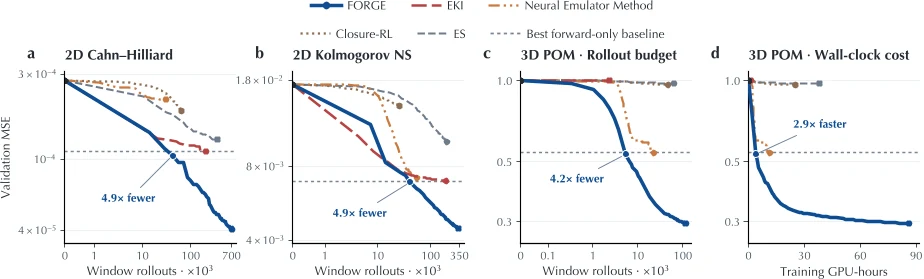 FORGE EKI Neural Emulator Method
Closure-RL ES Best forward-only baseline
a 2D Cahn–Hilliard
b 2D Kolmogorov NS
c 3D POM · Rollout budget
d 3D POM · Wall-clock cost
Validation MSE
3 × 10⁻⁴
10⁻⁴
4 × 10⁻⁵
4.9× fewer
0 1 10 100 700
Window rollouts · ×10³
1.8 × 10⁻²
8 × 10⁻³
4 × 10⁻³
4.9× fewer
0 1 10 100 350
Window rollouts · ×10³
1.0
0.5
0.3
4.2× fewer
0 0.1 1 10 100
Window rollouts · ×10³
1.0
0.5
0.3
2.9× faster
0 30 60 90
Training GPU-hours